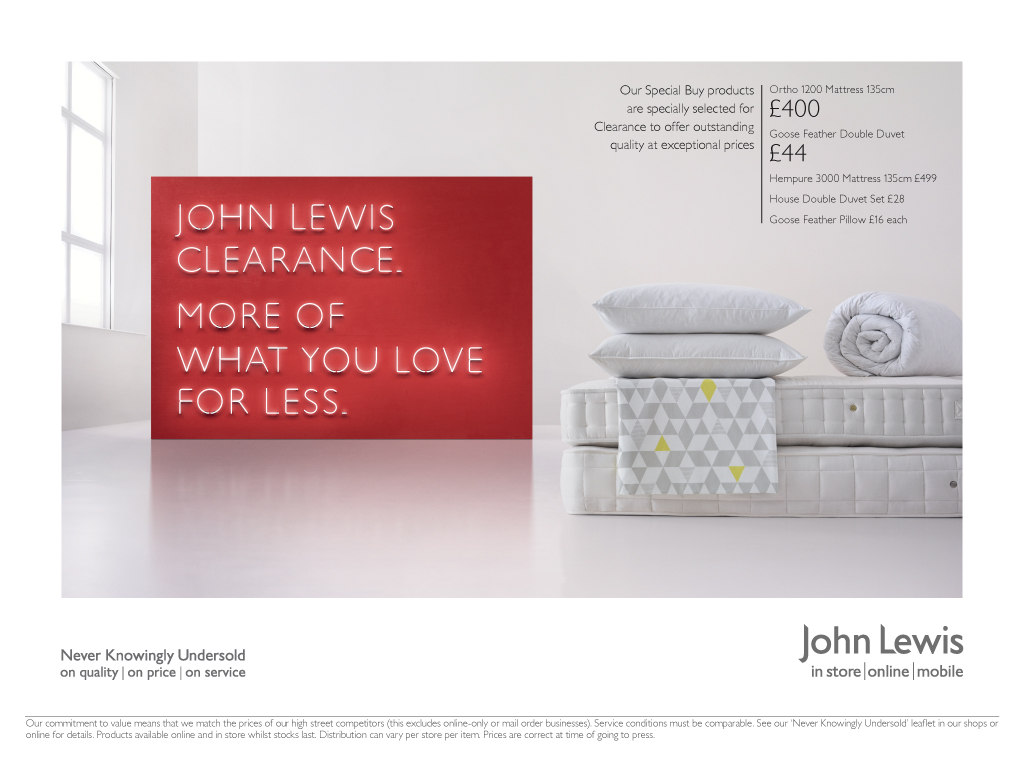 Our Special Buy products
are specially selected for
Clearance to offer outstanding
quality at exceptional prices
Ortho 1200 Mattress 135cm
£400
Goose Feather Double Duvet
£44
Hempure 3000 Mattress 135cm £499
House Double Duvet Set £28
Goose Feather Pillow £16 each
JOHN LEWIS
CLEARANCE.
MORE OF
WHAT YOU LOVE
FOR LESS.
Never Knowingly Undersold
on quality | on price | on service
John Lewis
in store | online | mobile
Our commitment to value means that we match the prices of our high street competitors (this excludes online-only or mail order businesses). Service conditions must be comparable. See our ‘Never Knowingly Undersold’ leaflet in our shops or
online for details. Products available online and in store whilst stocks last. Distribution can vary per store per item. Prices are correct at time of going to press.